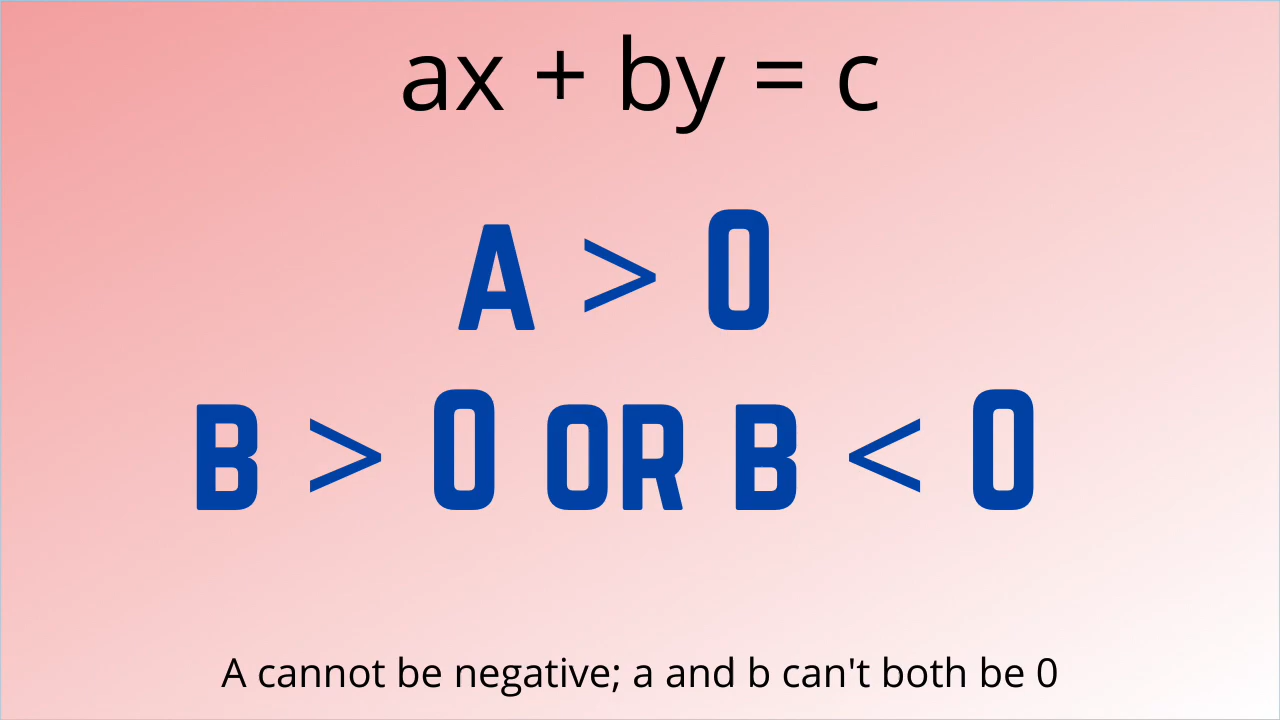 ax + by = c
A > 0
B > 0 OR B < 0
A cannot be negative; a and b can't both be 0